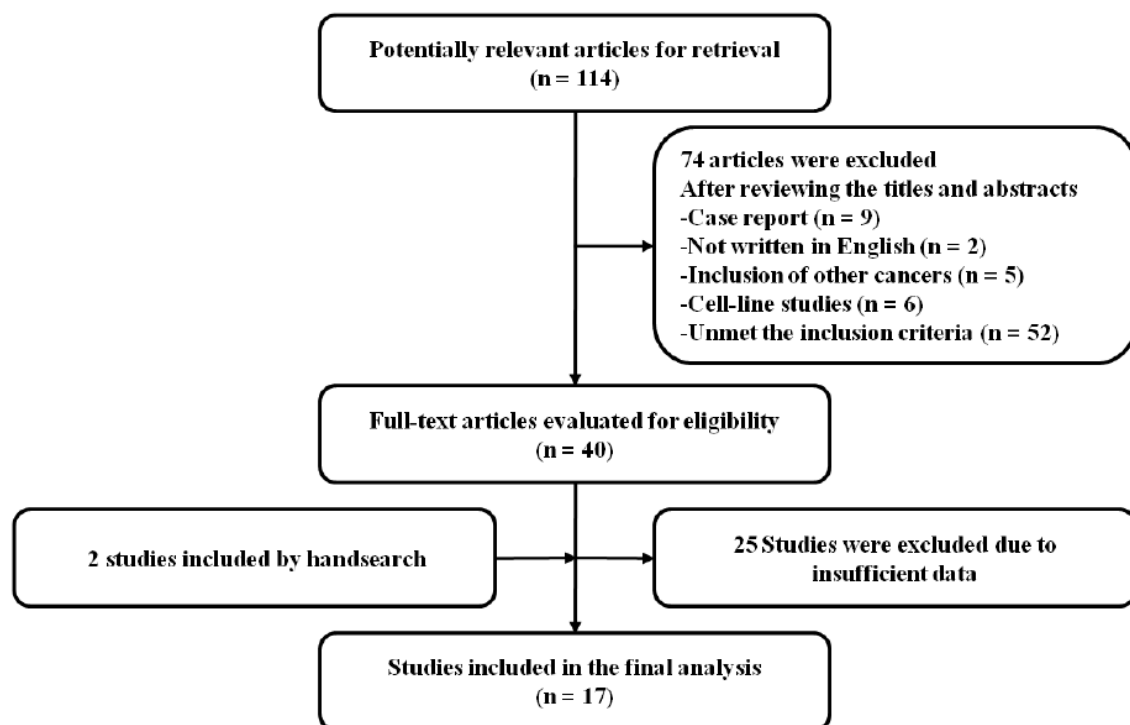 Potentially relevant articles for retrieval
(n = 114)
74 articles were excluded
After reviewing the titles and abstracts
-Case report (n = 9)
-Not written in English (n = 2)
-Inclusion of other cancers (n = 5)
-Cell-line studies (n = 6)
-Unmet the inclusion criteria (n = 52)
Full-text articles evaluated for eligibility
(n = 40)
2 studies included by handsearch
25 Studies were excluded due to
insufficient data
Studies included in the final analysis
(n = 17)